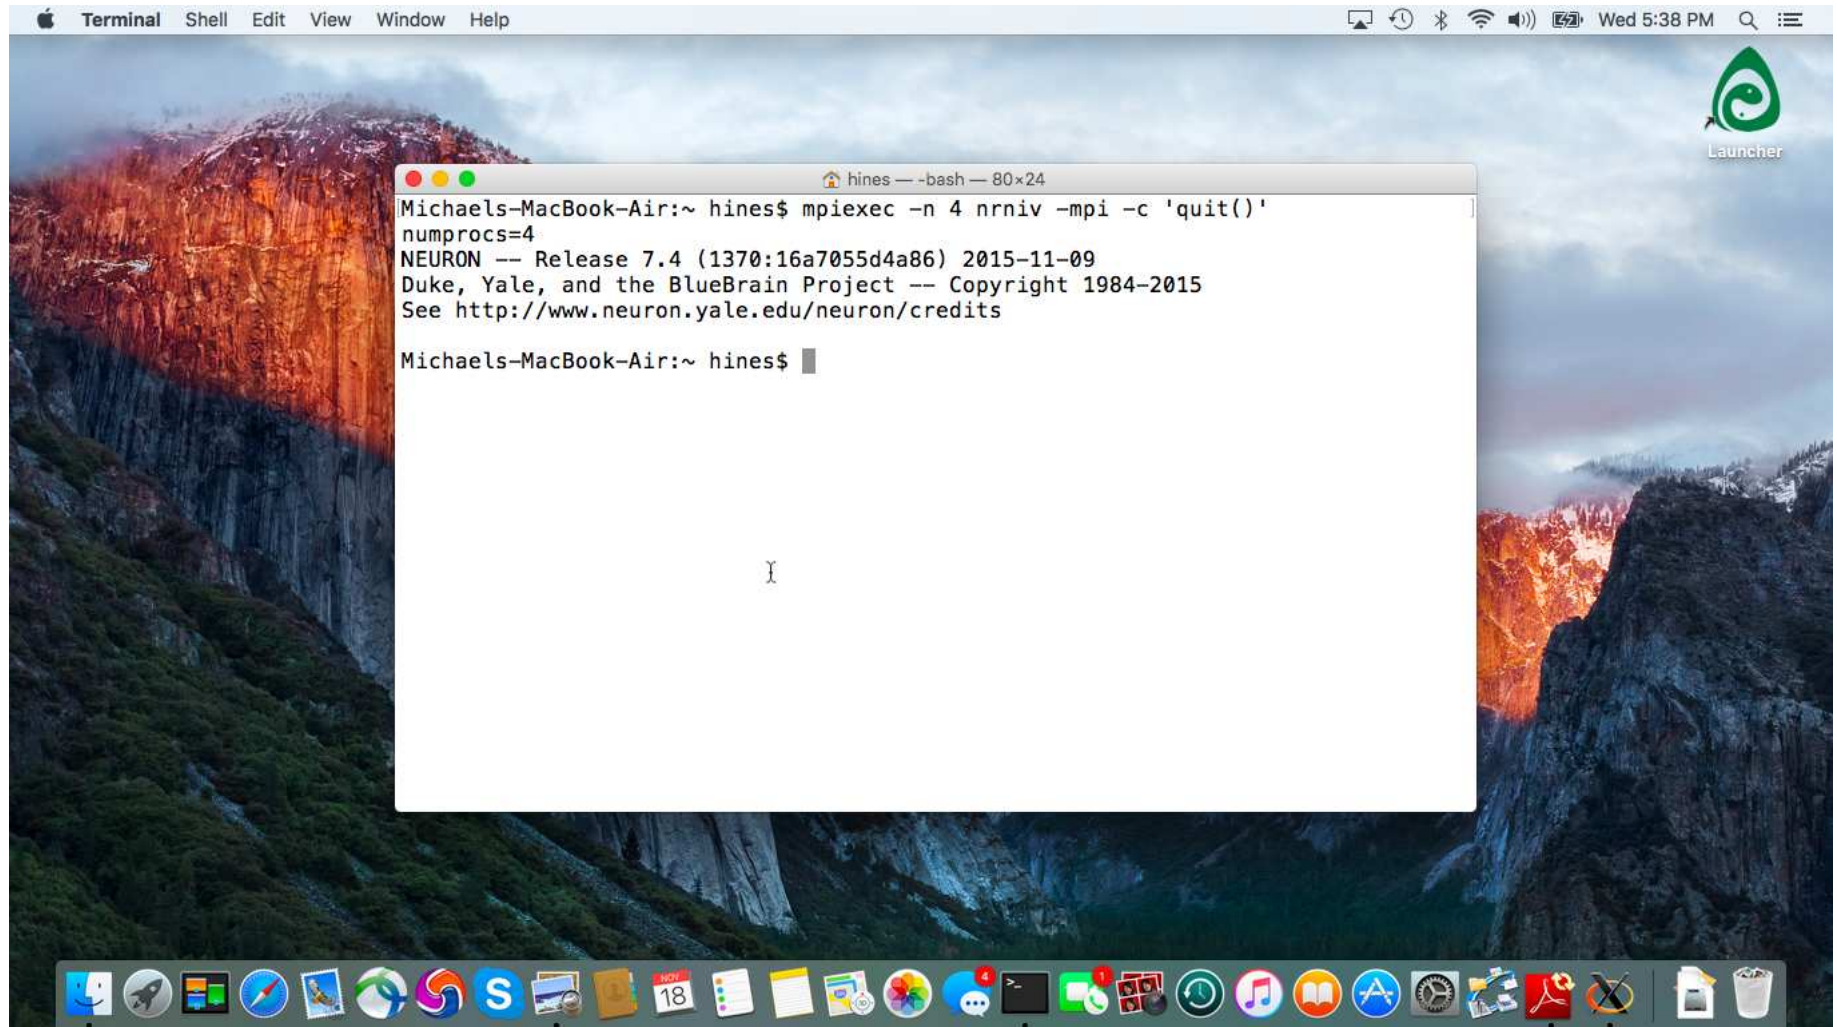 Terminal Shell Edit View Window Help Wed 5:38 PM
Launcher
hines — -bash — 80×24
Michaels-MacBook-Air:~ hines$ mpiexec -n 4 nrniv -mpi -c 'quit()'
numprocs=4
NEURON -- Release 7.4 (1370:16a7055d4a86) 2015-11-09
Duke, Yale, and the BlueBrain Project -- Copyright 1984-2015
See http://www.neuron.yale.edu/neuron/credits
Michaels-MacBook-Air:~ hines$
NOV
18
4
>_
1